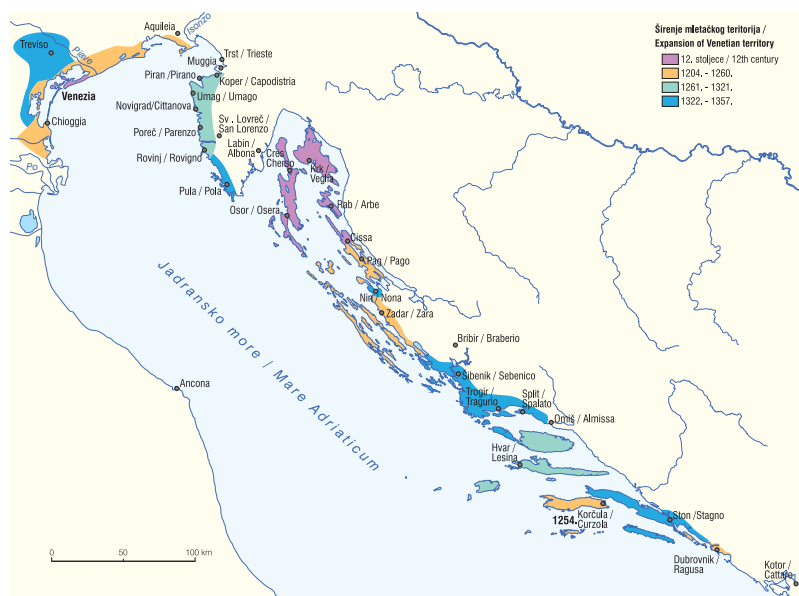 Širenje mletačkog teritorija /
Expansion of Venetian territory
12. stoljeće / 12th century
1204. - 1260.
1261. - 1321.
1322. - 1357.
Aquileia
Isonzo
Treviso
Piave
Trst / Trieste
Muggia
Piran / Pirano
Koper / Capodistria
Venezia
Umag / Umago
Novigrad/Cittanova
Chioggia
Sv. Lovreč /
San Lorenzo
Poreč / Parenzo
Labin /
Albona
Rovinj / Rovigno
Cres
Cherso
Krk /
Veglia
Po
Pula / Pola
Osor / Osera
Rab / Arbe
Cissa
Pag / Pago
Nin / Nona
Zadar / Zara
Jadransko more / Mare Adriaticum
Bribir / Braberio
Ancona
Šibenik / Sebenico
Trogir /
Tragurio
Split /
Spalato
Omiš / Almissa
Hvar /
Lesina
1254.
Korčula /
Curzola
Ston /Stagno
Dubrovnik /
Ragusa
Kotor /
Cattaro
0 50 100 km